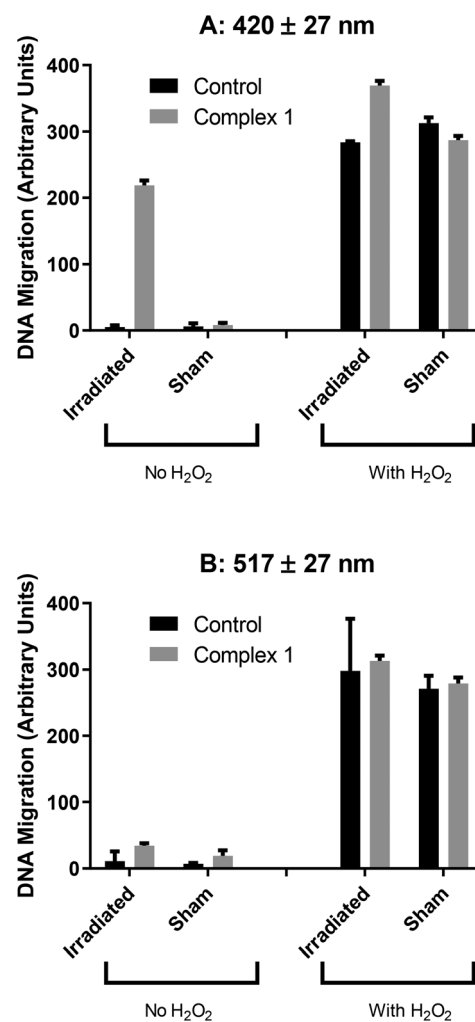 A: 420 ± 27 nm
DNA Migration (Arbitrary Units)
400
300
200
100
0
Control
Complex 1
Irradiated
Sham
Irradiated
Sham
No H₂O₂
With H₂O₂
B: 517 ± 27 nm
DNA Migration (Arbitrary Units)
400
300
200
100
0
Control
Complex 1
Irradiated
Sham
Irradiated
Sham
No H₂O₂
With H₂O₂